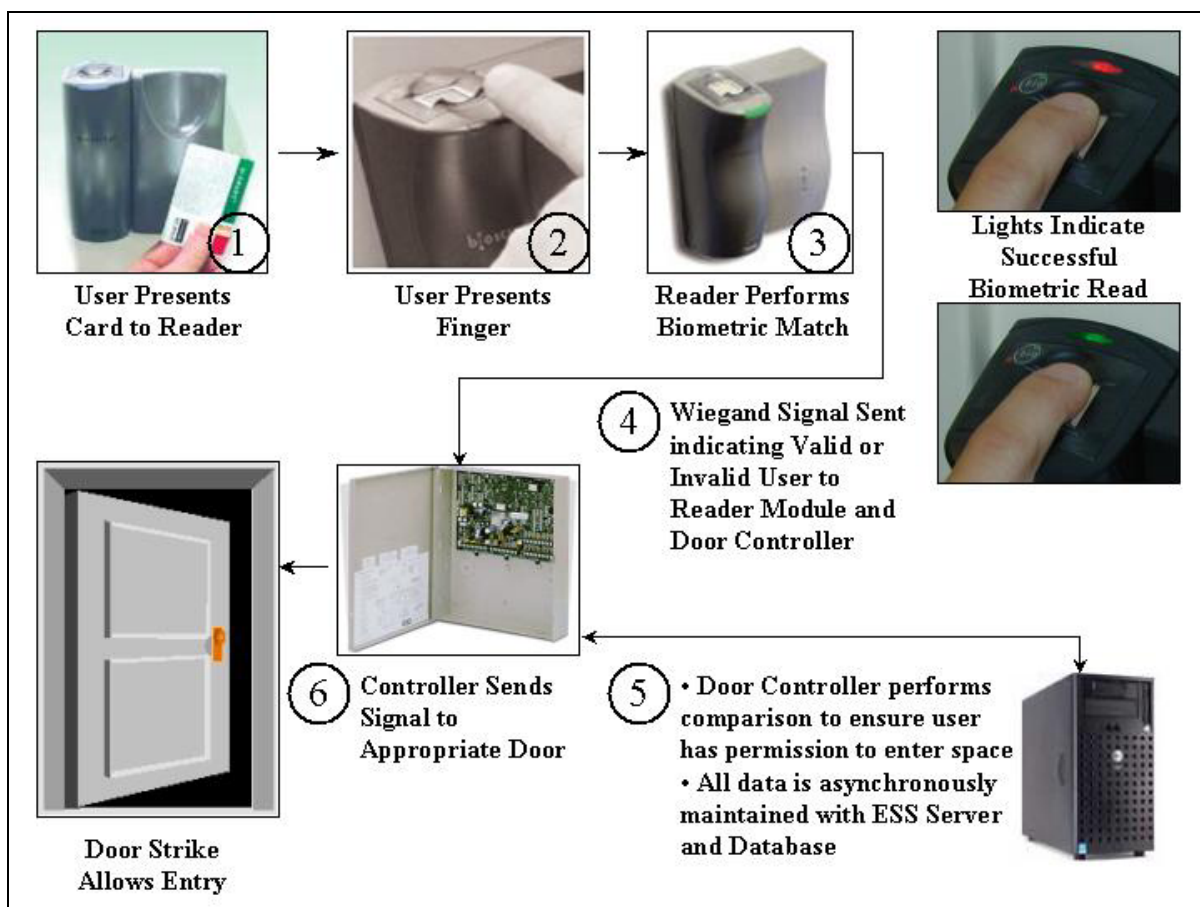 1
User Presents
Card to Reader
2
User Presents
Finger
3
Reader Performs
Biometric Match
Lights Indicate
Successful
Biometric Read
4
Wiegand Signal Sent
indicating Valid or
Invalid User to
Reader Module and
Door Controller
5
• Door Controller performs
comparison to ensure user
has permission to enter space
• All data is asynchronously
maintained with ESS Server
and Database
6
Controller Sends
Signal to
Appropriate Door
Door Strike
Allows Entry